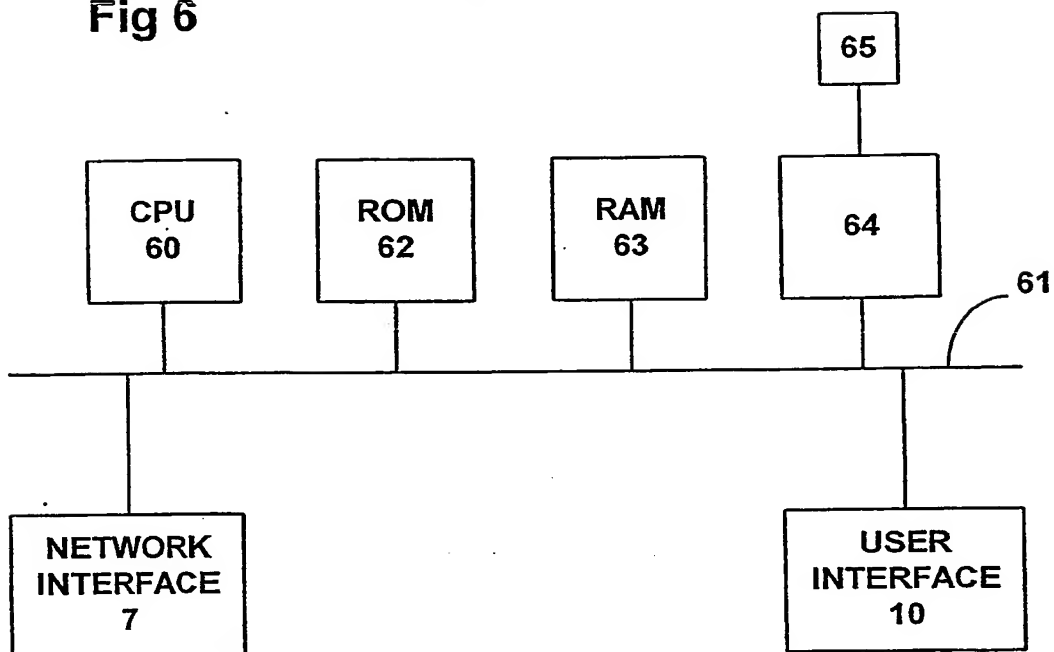 Fig 6
65
CPU
60
ROM
62
RAM
63
64
61
NETWORK
INTERFACE
7
USER
INTERFACE
10